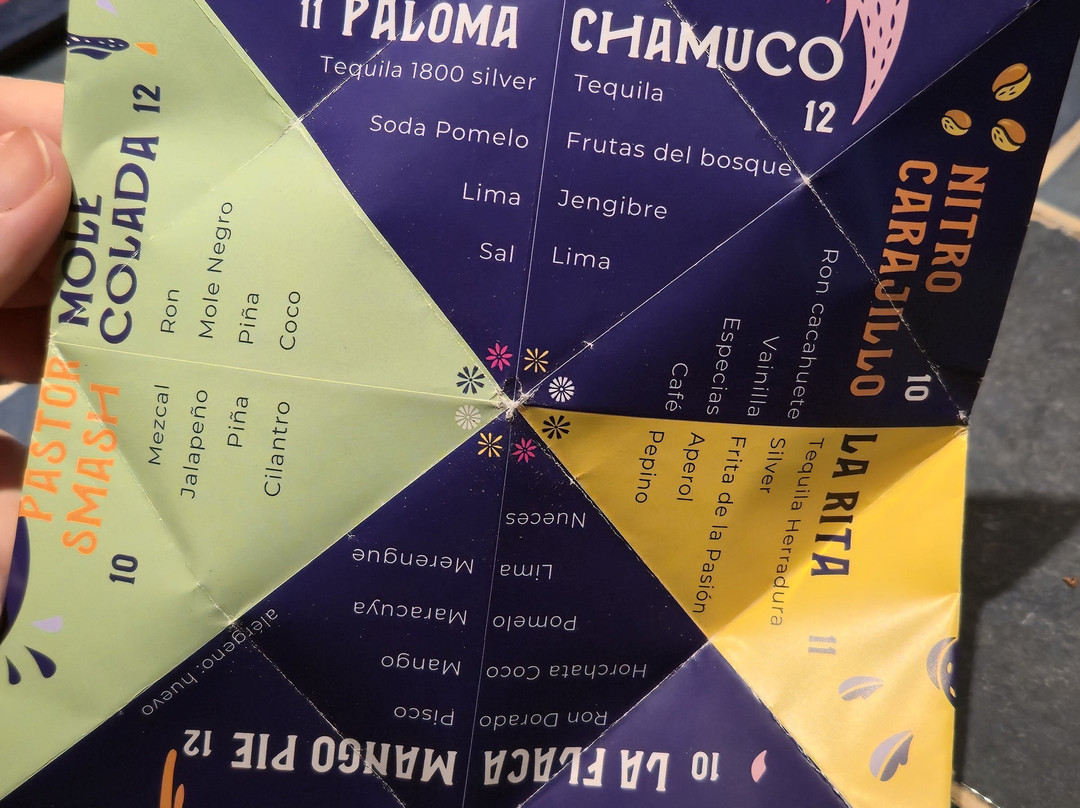 11 PALOMA
Tequila 1800 silver
Soda Pomelo
Lima
Sal
CHAMUCO
12
Tequila
Frutas del bosque
Jengibre
Lima
NITRO
CARAJILLO
10
Ron cacahuete
Vainilla
Especias
Café
LA RITA
11
Tequila Herradura
Silver
Frita de la Pasión
Aperol
Pepino
10 LA FLACA
Ron Dorado
Horchata Coco
Pomelo
Lima
Nueces
MANGO PIE 12
Pisco
Mango
Maracuya
Merengue
alérgeno: huevo
PASTOR
SMASH
10
Mezcal
Jalapeño
Piña
Cilantro
MOLE
COLADA 12
Ron
Mole Negro
Piña
Coco